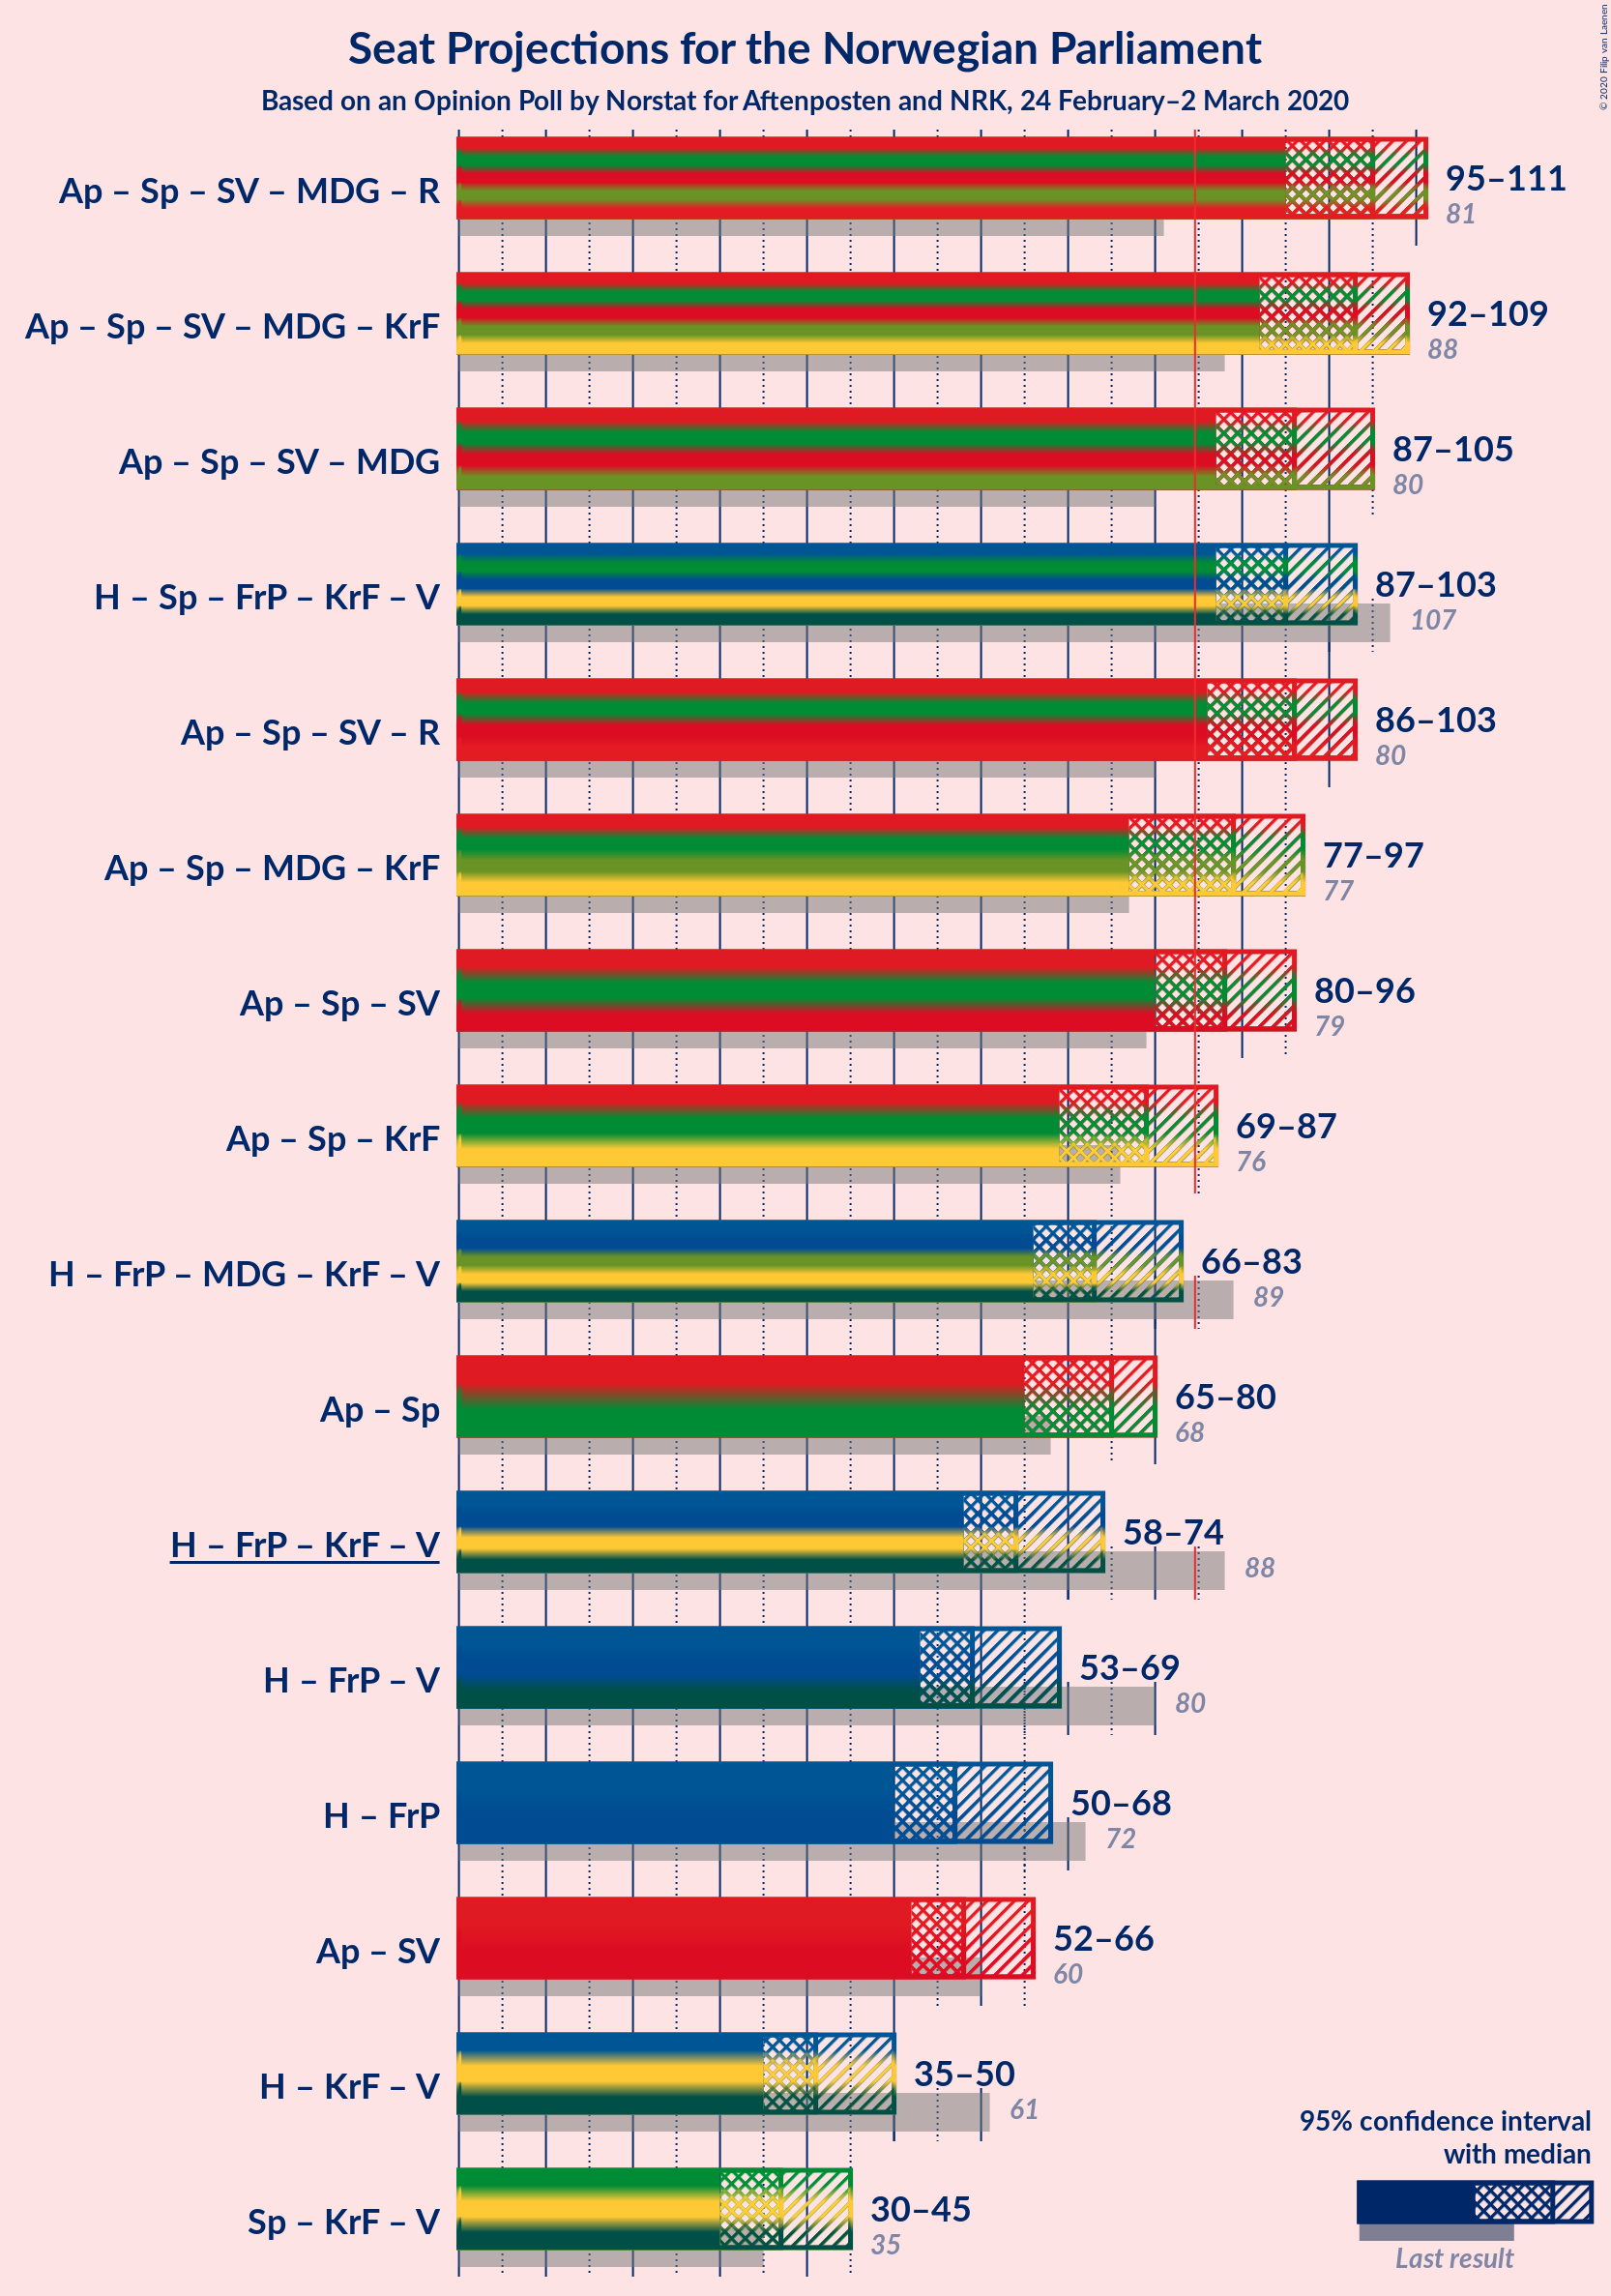 Seat Projections for the Norwegian Parliament
Based on an Opinion Poll by Norstat for Aftenposten and NRK, 24 February–2 March 2020
© 2020 Filip van Laenen
Ap – Sp – SV – MDG – R
95–111
81
Ap – Sp – SV – MDG – KrF
92–109
88
Ap – Sp – SV – MDG
87–105
80
H – Sp – FrP – KrF – V
87–103
107
Ap – Sp – SV – R
86–103
80
Ap – Sp – MDG – KrF
77–97
77
Ap – Sp – SV
80–96
79
Ap – Sp – KrF
69–87
76
H – FrP – MDG – KrF – V
66–83
89
Ap – Sp
65–80
68
H – FrP – KrF – V
58–74
88
H – FrP – V
53–69
80
H – FrP
50–68
72
Ap – SV
52–66
60
H – KrF – V
35–50
61
Sp – KrF – V
30–45
35
95% confidence interval
with median
Last result